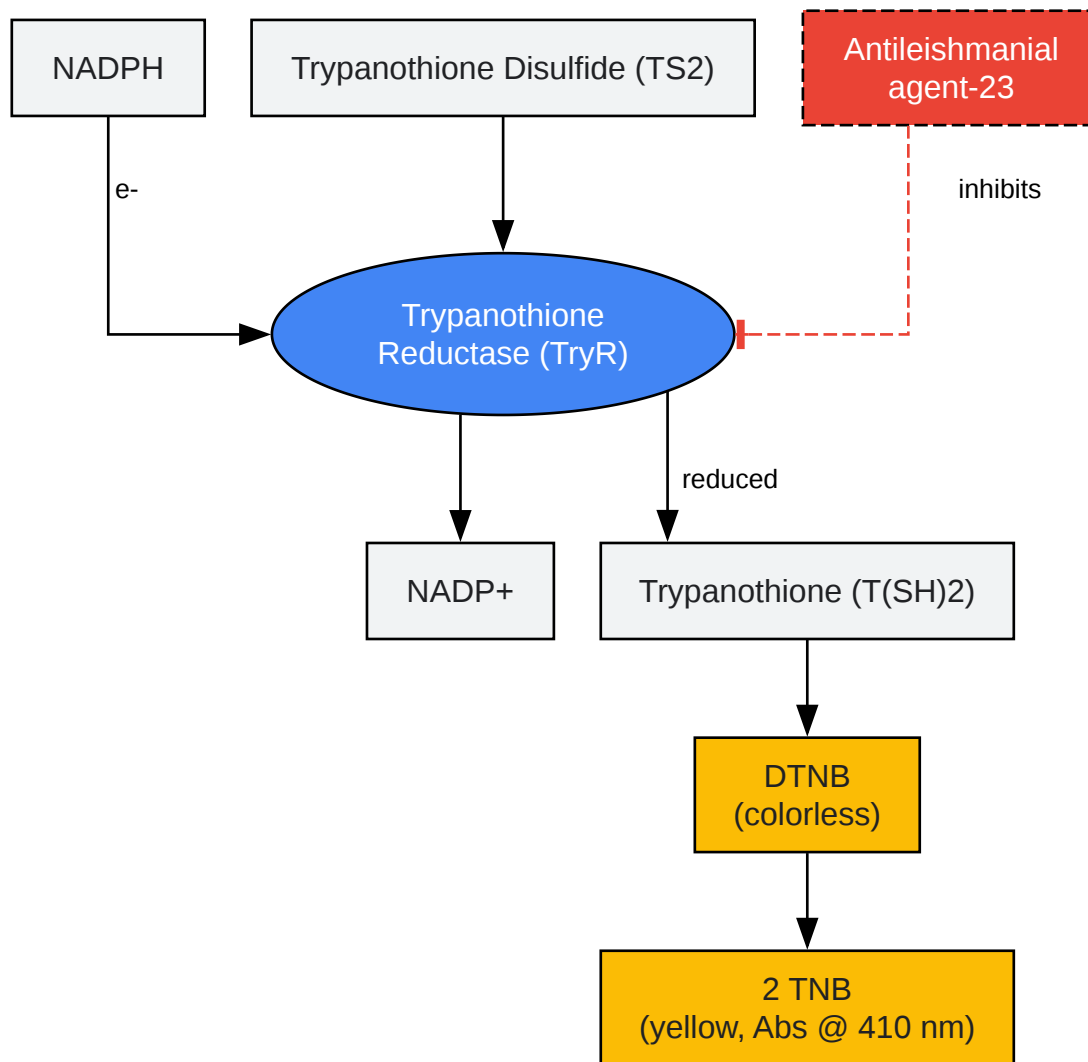 NADPH
Trypanothione Disulfide (TS2)
Antileishmanial
agent-23
e-
inhibits
Trypanothione
Reductase (TryR)
reduced
NADP+
Trypanothione (T(SH)2)
DTNB
(colorless)
2 TNB
(yellow, Abs @ 410 nm)